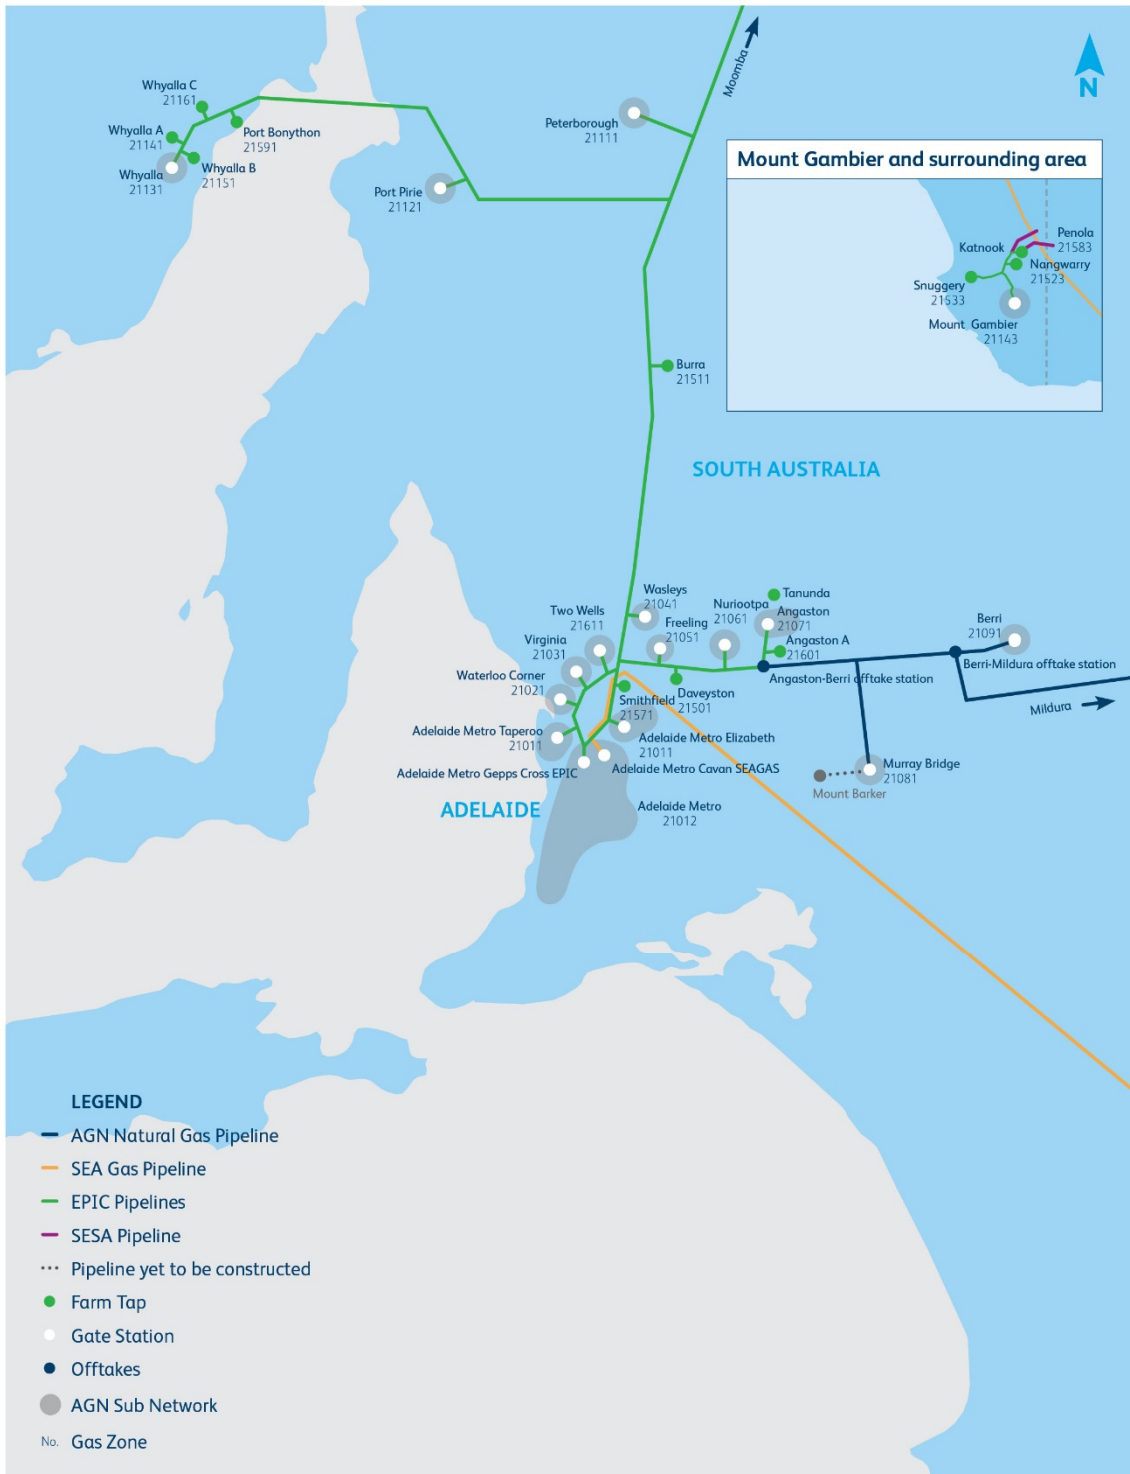 Moomba
N
Whyalla C
21161
Whyalla A
21141
Port Bonython
21591
Whyalla
21131
Whyalla B
21151
Peterborough
21111
Port Pirie
21121
Mount Gambier and surrounding area
Penola
21583
Katnook
Nangwarry
21523
Snuggery
21533
Mount Gambier
21143
Burra
21511
SOUTH AUSTRALIA
Wasleys
21041
Tanunda
Nuriootpa
21061
Angaston
21071
Two Wells
21611
Freeling
21051
Berri
21091
Virginia
21031
Angaston A
21601
Berri-Mildura offtake station
Waterloo Corner
21021
Angaston-Berri offtake station
Daveyston
21501
Smithfield
21571
Mildura
Adelaide Metro Taperoo
21011
Adelaide Metro Elizabeth
21011
Adelaide Metro Gepps Cross EPIC
Adelaide Metro Cavan SEAGAS
Murray Bridge
21081
Mount Barker
ADELAIDE
Adelaide Metro
21012
LEGEND
AGN Natural Gas Pipeline
SEA Gas Pipeline
EPIC Pipelines
SESA Pipeline
Pipeline yet to be constructed
Farm Tap
Gate Station
Offtakes
AGN Sub Network
No. Gas Zone